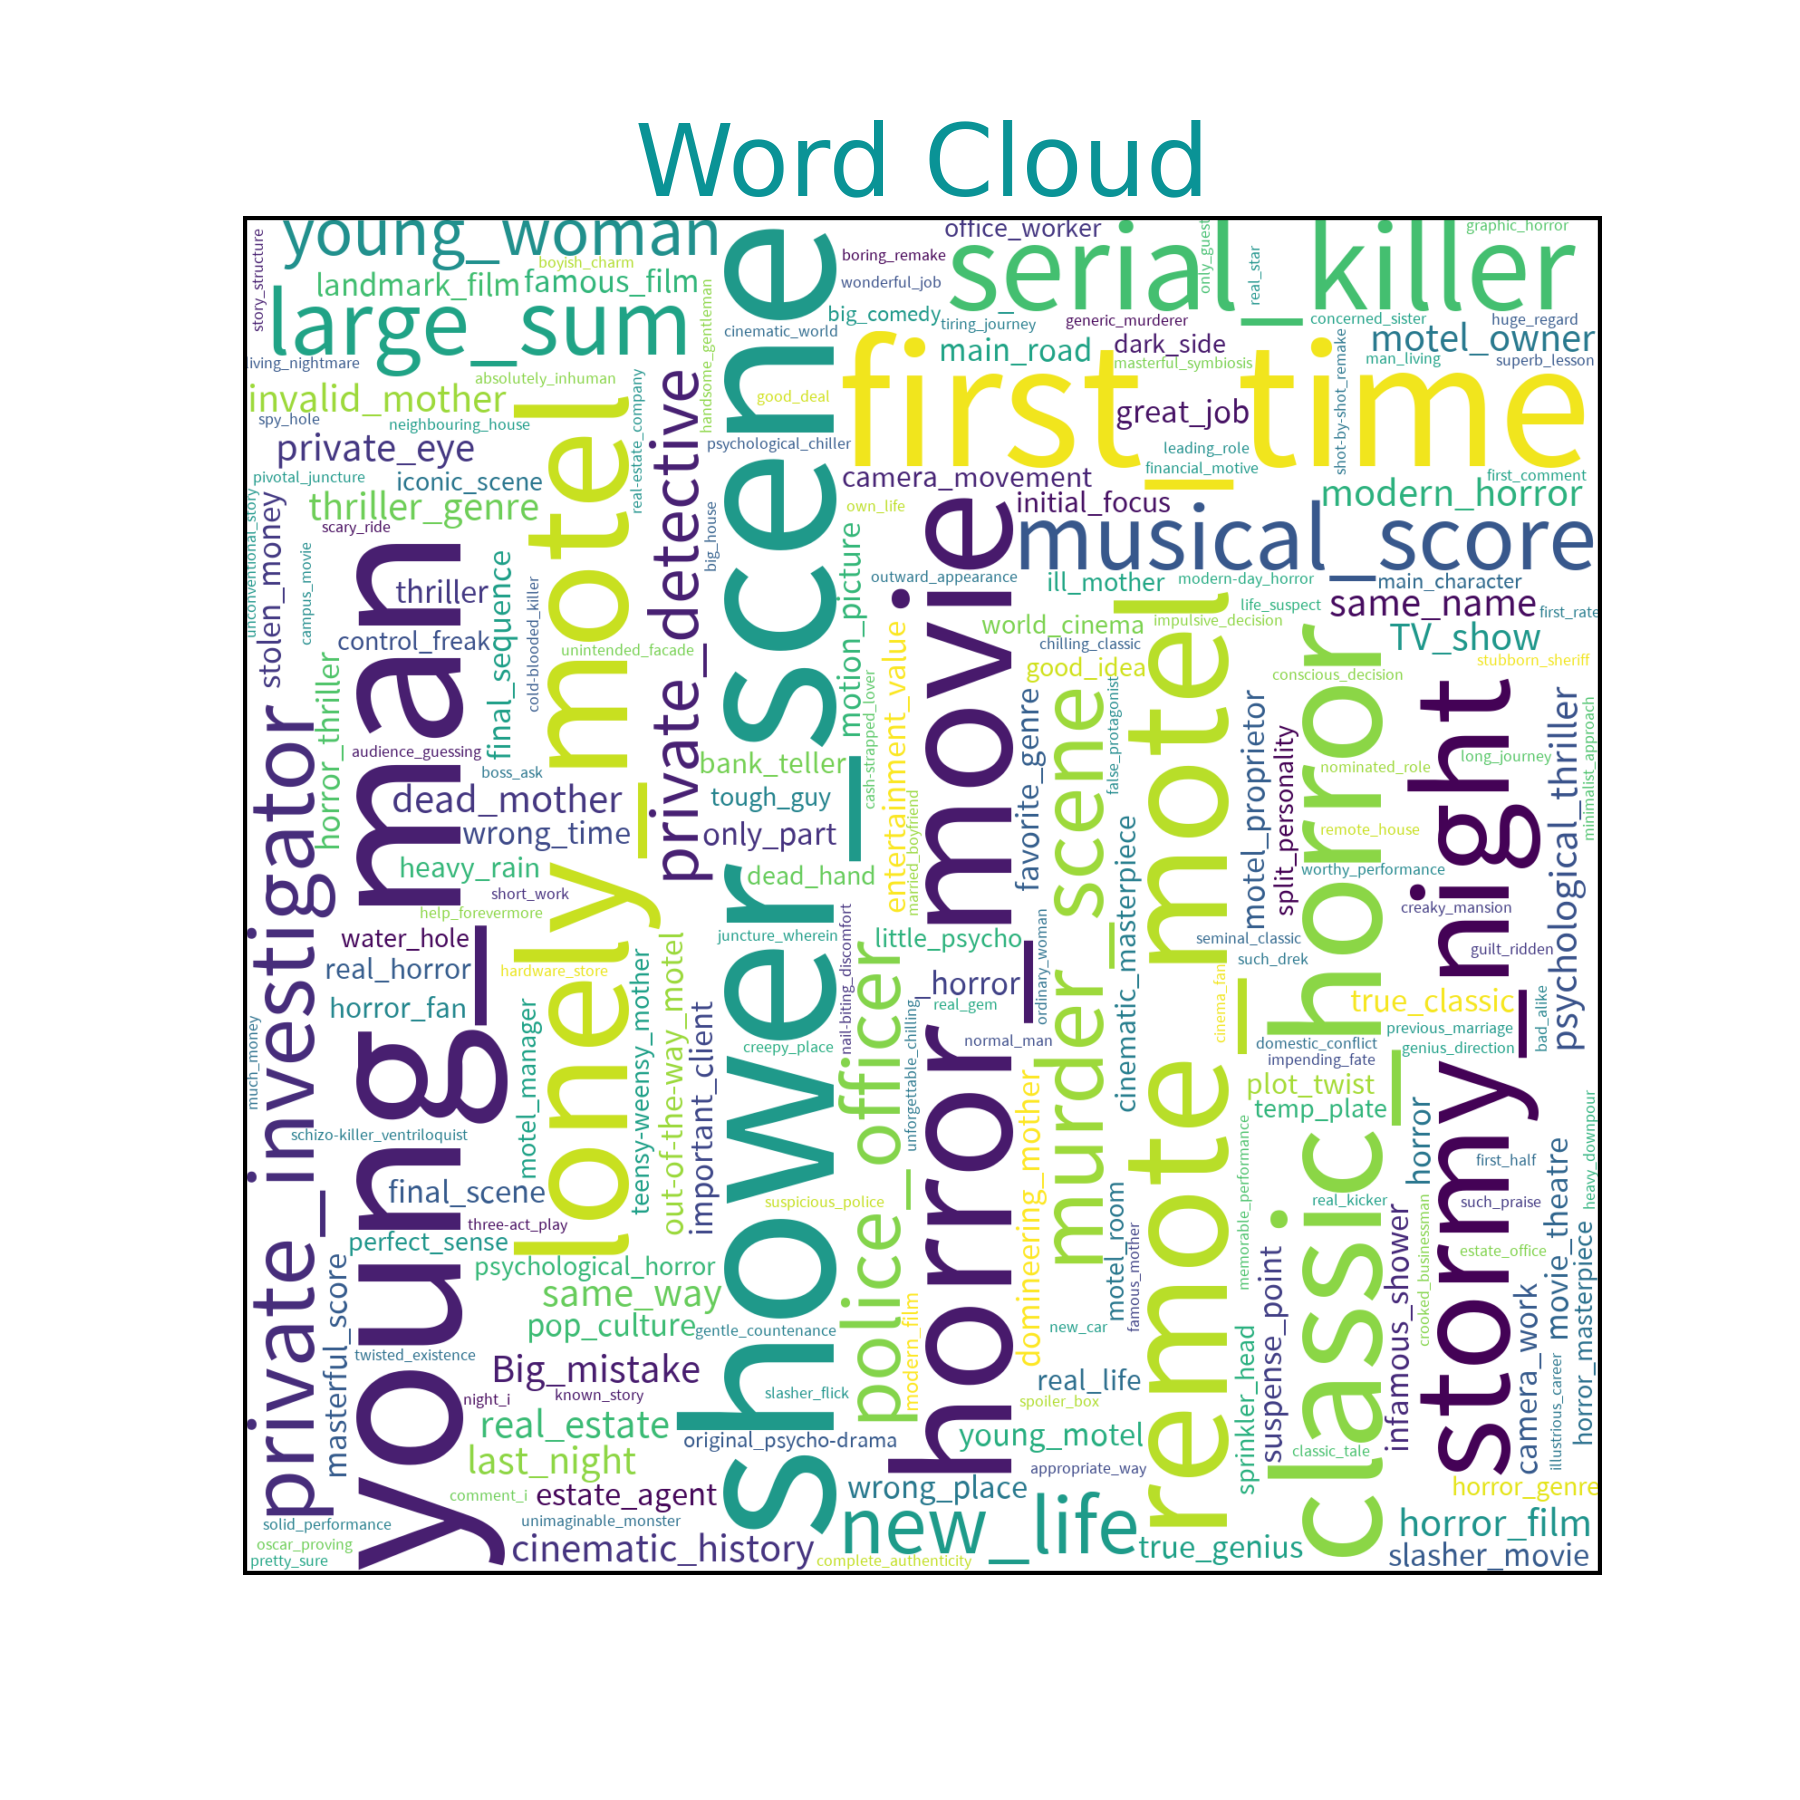 Word Cloud
young_woman
office_worker
serial_killer
graphic_horror
story_structure
boyish_charm
boring_remake
only_guest
real_star
landmark_film
famous_film
wonderful_job
large_sum
handsome_gentleman
cinematic_world
big_comedy
tiring_journey
generic_murderer
concerned_sister
huge_regard
living_nightmare
main_road
dark_side
motel_owner
masterful_symbiosis
man_living
superb_lesson
shot-by-shot_remake
absolutely_inhuman
first_time
invalid_mother
good_deal
great_job
spy_hole
neighbouring_house
real-estate_company
private_detective
private_eye
psychological_chiller
leading_role
financial_motive
pivotal_juncture
iconic_scene
camera_movement
first_comment
thriller_genre
own_life
initial_focus
modern_horror
unconventional_story
stolen_money
scary_ride
big_house
musical_score
campus_movie
thriller
final_sequence
cold-blooded_killer
motion_picture
outward_appearance
ill_mother
modern-day_horror
main_character
control_freak
life_suspect
same_name
first_rate
unintended_facade
world_cinema
impulsive_decision
TV_show
chilling_classic
horror_thriller
good_idea
stubborn_sheriff
conscious_decision
young_man
lonely_motel
shower_scene
horror_movie
murder_scene
remote_motel
classic_horror
stormy_night
private_investigator
police_officer
entertainment_value
cash-strapped_lover
married_boyfriend
favorite_genre
false_protagonist
motel_proprietor
split_personality
psychological_thriller
minimalist_approach
audience_guessing
boss_ask
bank_teller
long_journey
nominated_role
dead_mother
tough_guy
wrong_time
only_part
remote_house
heavy_rain
dead_hand
worthy_performance
short_work
help_forevermore
creaky_mansion
water_hole
juncture_wherein
little_psycho
seminal_classic
guilt_ridden
real_horror
hardware_store
such_drek
_horror
horror_fan
real_gem
true_classic
nail-biting_discomfort
ordinary_woman
cinematic_masterpiece
cinema_fan
bad_alike
much_money
motel_manager
teensy-weensy_mother
out-of-the-way_motel
important_client
creepy_place
unforgettable_chilling
normal_man
domestic_conflict
previous_marriage
impending_fate
genius_direction
plot_twist
temp_plate
schizo-killer_ventriloquist
domineering_mother
horror
heavy_downpour
first_half
final_scene
suspicious_police
real_kicker
such_praise
three-act_play
memorable_performance
motel_room
famous_mother
perfect_sense
estate_office
psychological_horror
same_way
pop_culture
gentle_countenance
new_car
masterful_score
modern_film
suspense_point
infamous_shower
crooked_businessman
movie_theatre
horror_masterpiece
camera_work
twisted_existence
Big_mistake
real_life
sprinkler_head
illustrious_career
night_i
known_story
slasher_flick
spoiler_box
real_estate
original_psycho-drama
young_motel
classic_tale
last_night
appropriate_way
comment_i
estate_agent
wrong_place
horror_genre
solid_performance
unimaginable_monster
new_life
horror_film
oscar_proving
cinematic_history
true_genius
slasher_movie
pretty_sure
complete_authenticity